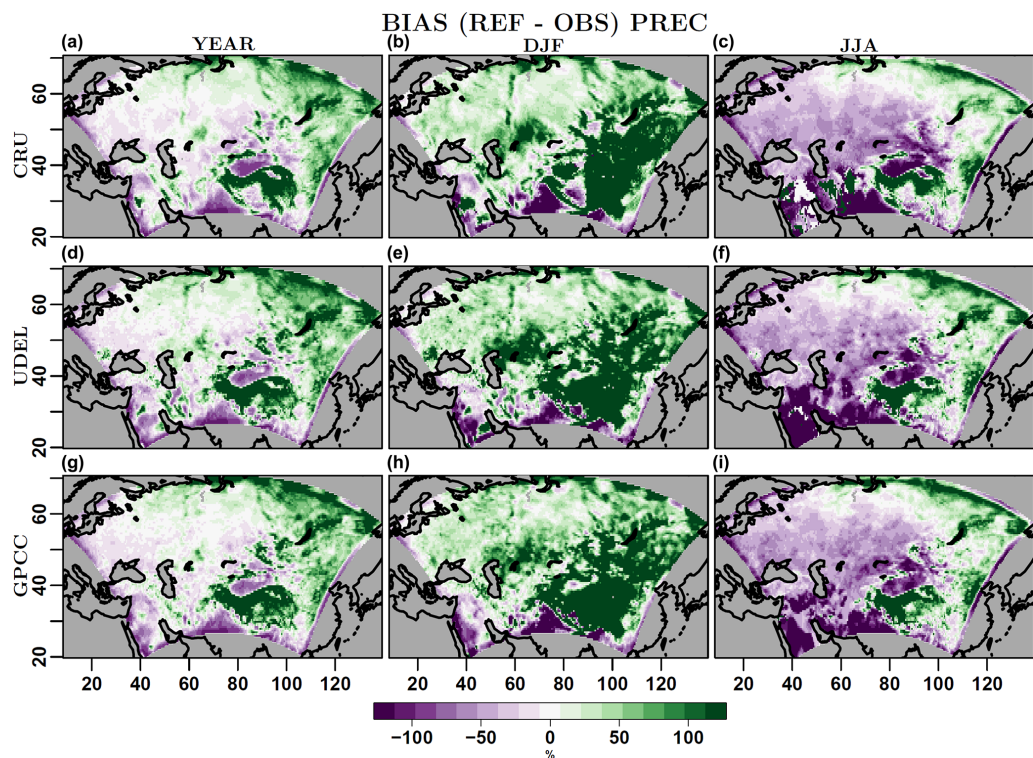 BIAS (REF - OBS) PREC
(a) YEAR (b) DJF (c) JJA
60
40
20
CRU
(d) (e) (f)
60
40
20
UDEL
(g) (h) (i)
60
40
20
GPCC
20 40 60 80 100 120 20 40 60 80 100 120 20 40 60 80 100 120
−100 −50 0 50 100
%